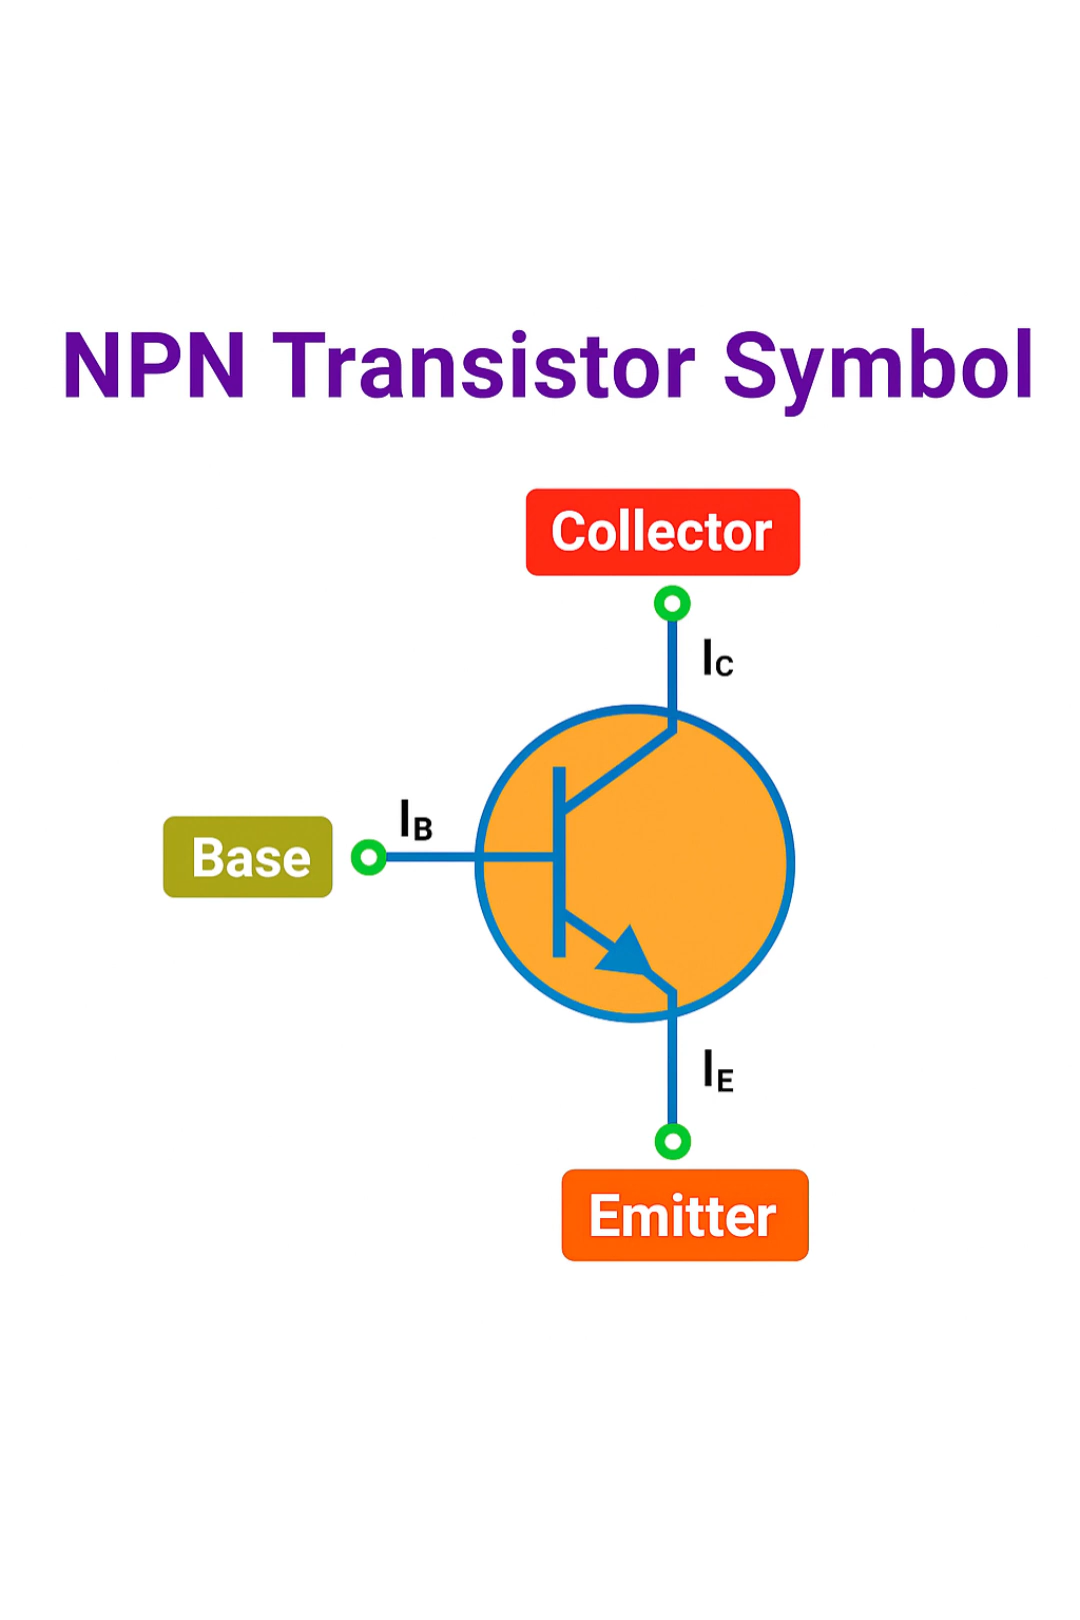 NPN Transistor Symbol
Collector
IC
IB
Base
IE
Emitter